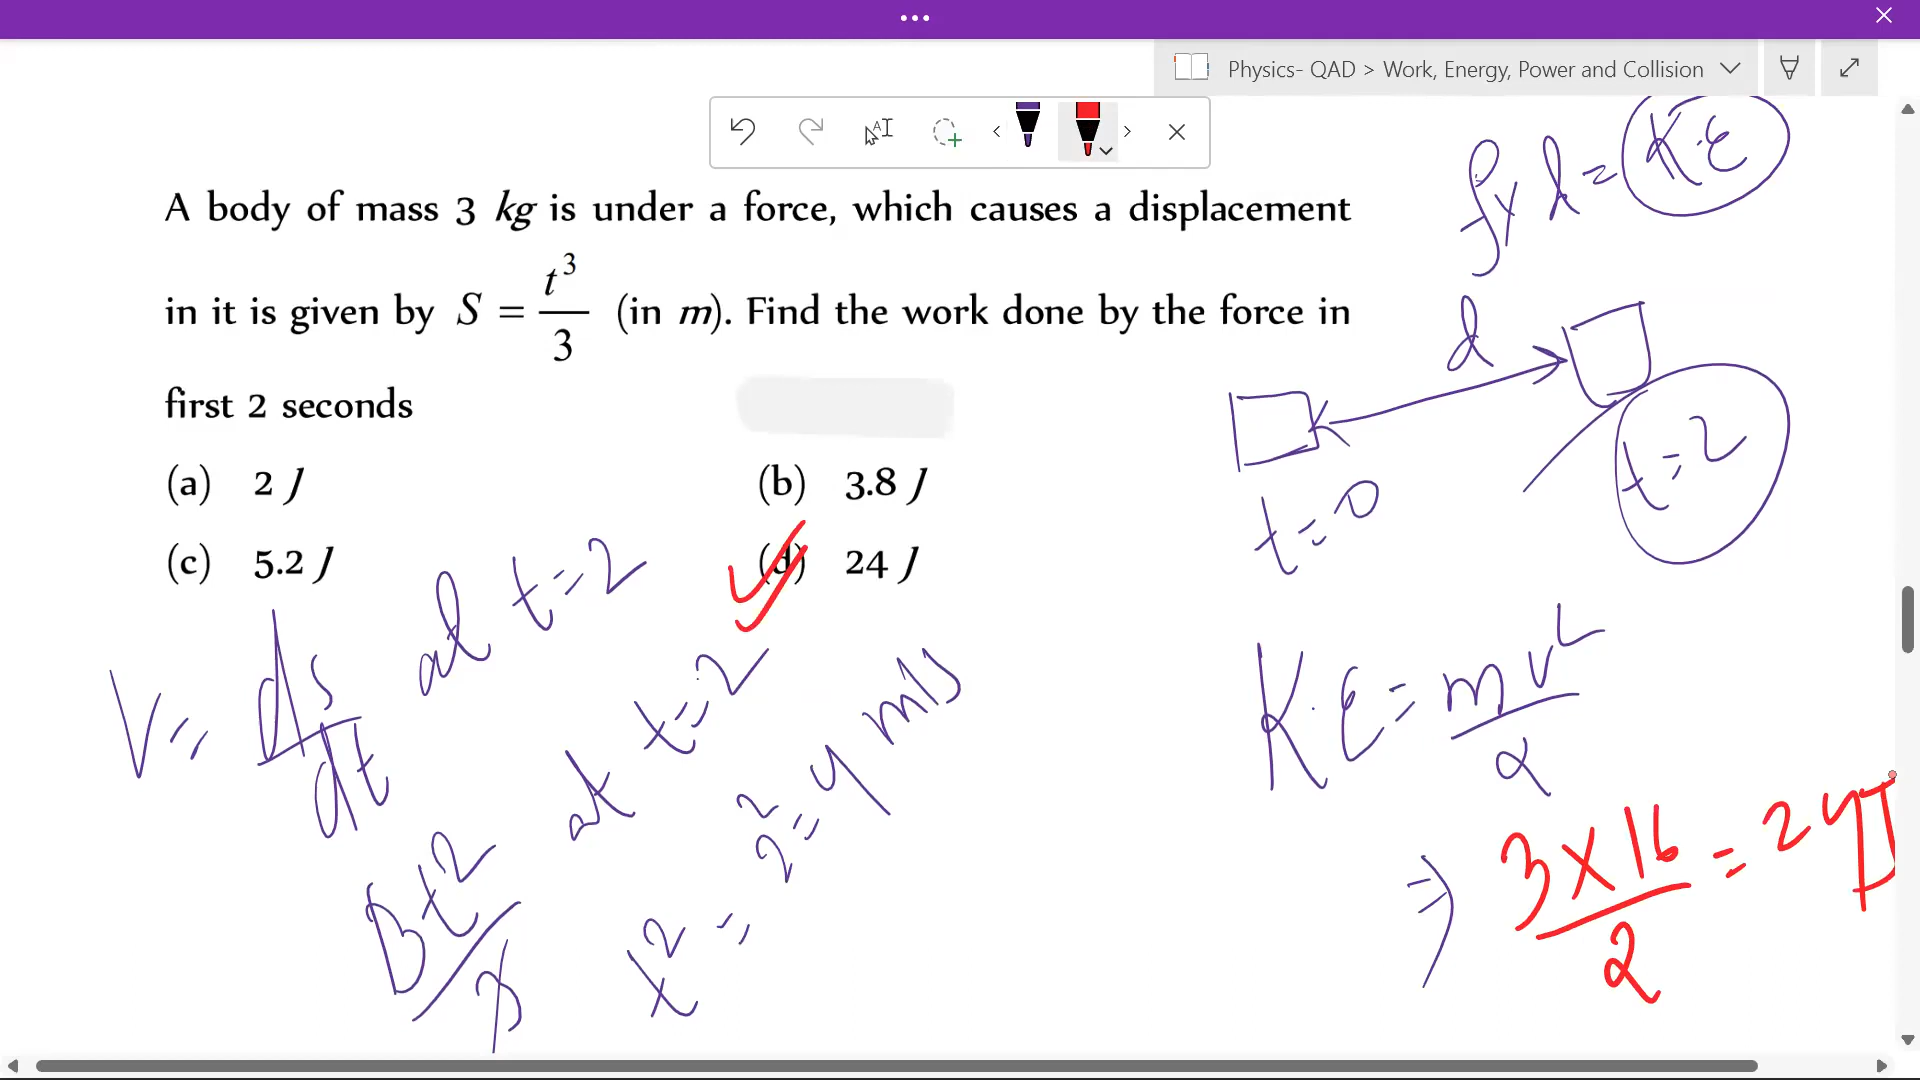 Physics- QAD > Work, Energy, Power and Collision
A body of mass 3 kg is under a force, which causes a displacement
in it is given by S = t³/3 (in m). Find the work done by the force in
first 2 seconds
(a) 2 J
(b) 3.8 J
(c) 5.2 J
(d) 24 J
f x d = K.E
d
t=0
t=2
V= ds/dt at t=2
3t²/3 at t=2
t² = 2² = 4 m/s
K.E = mv²/2
⇒ 3 x 16/2 = 24J